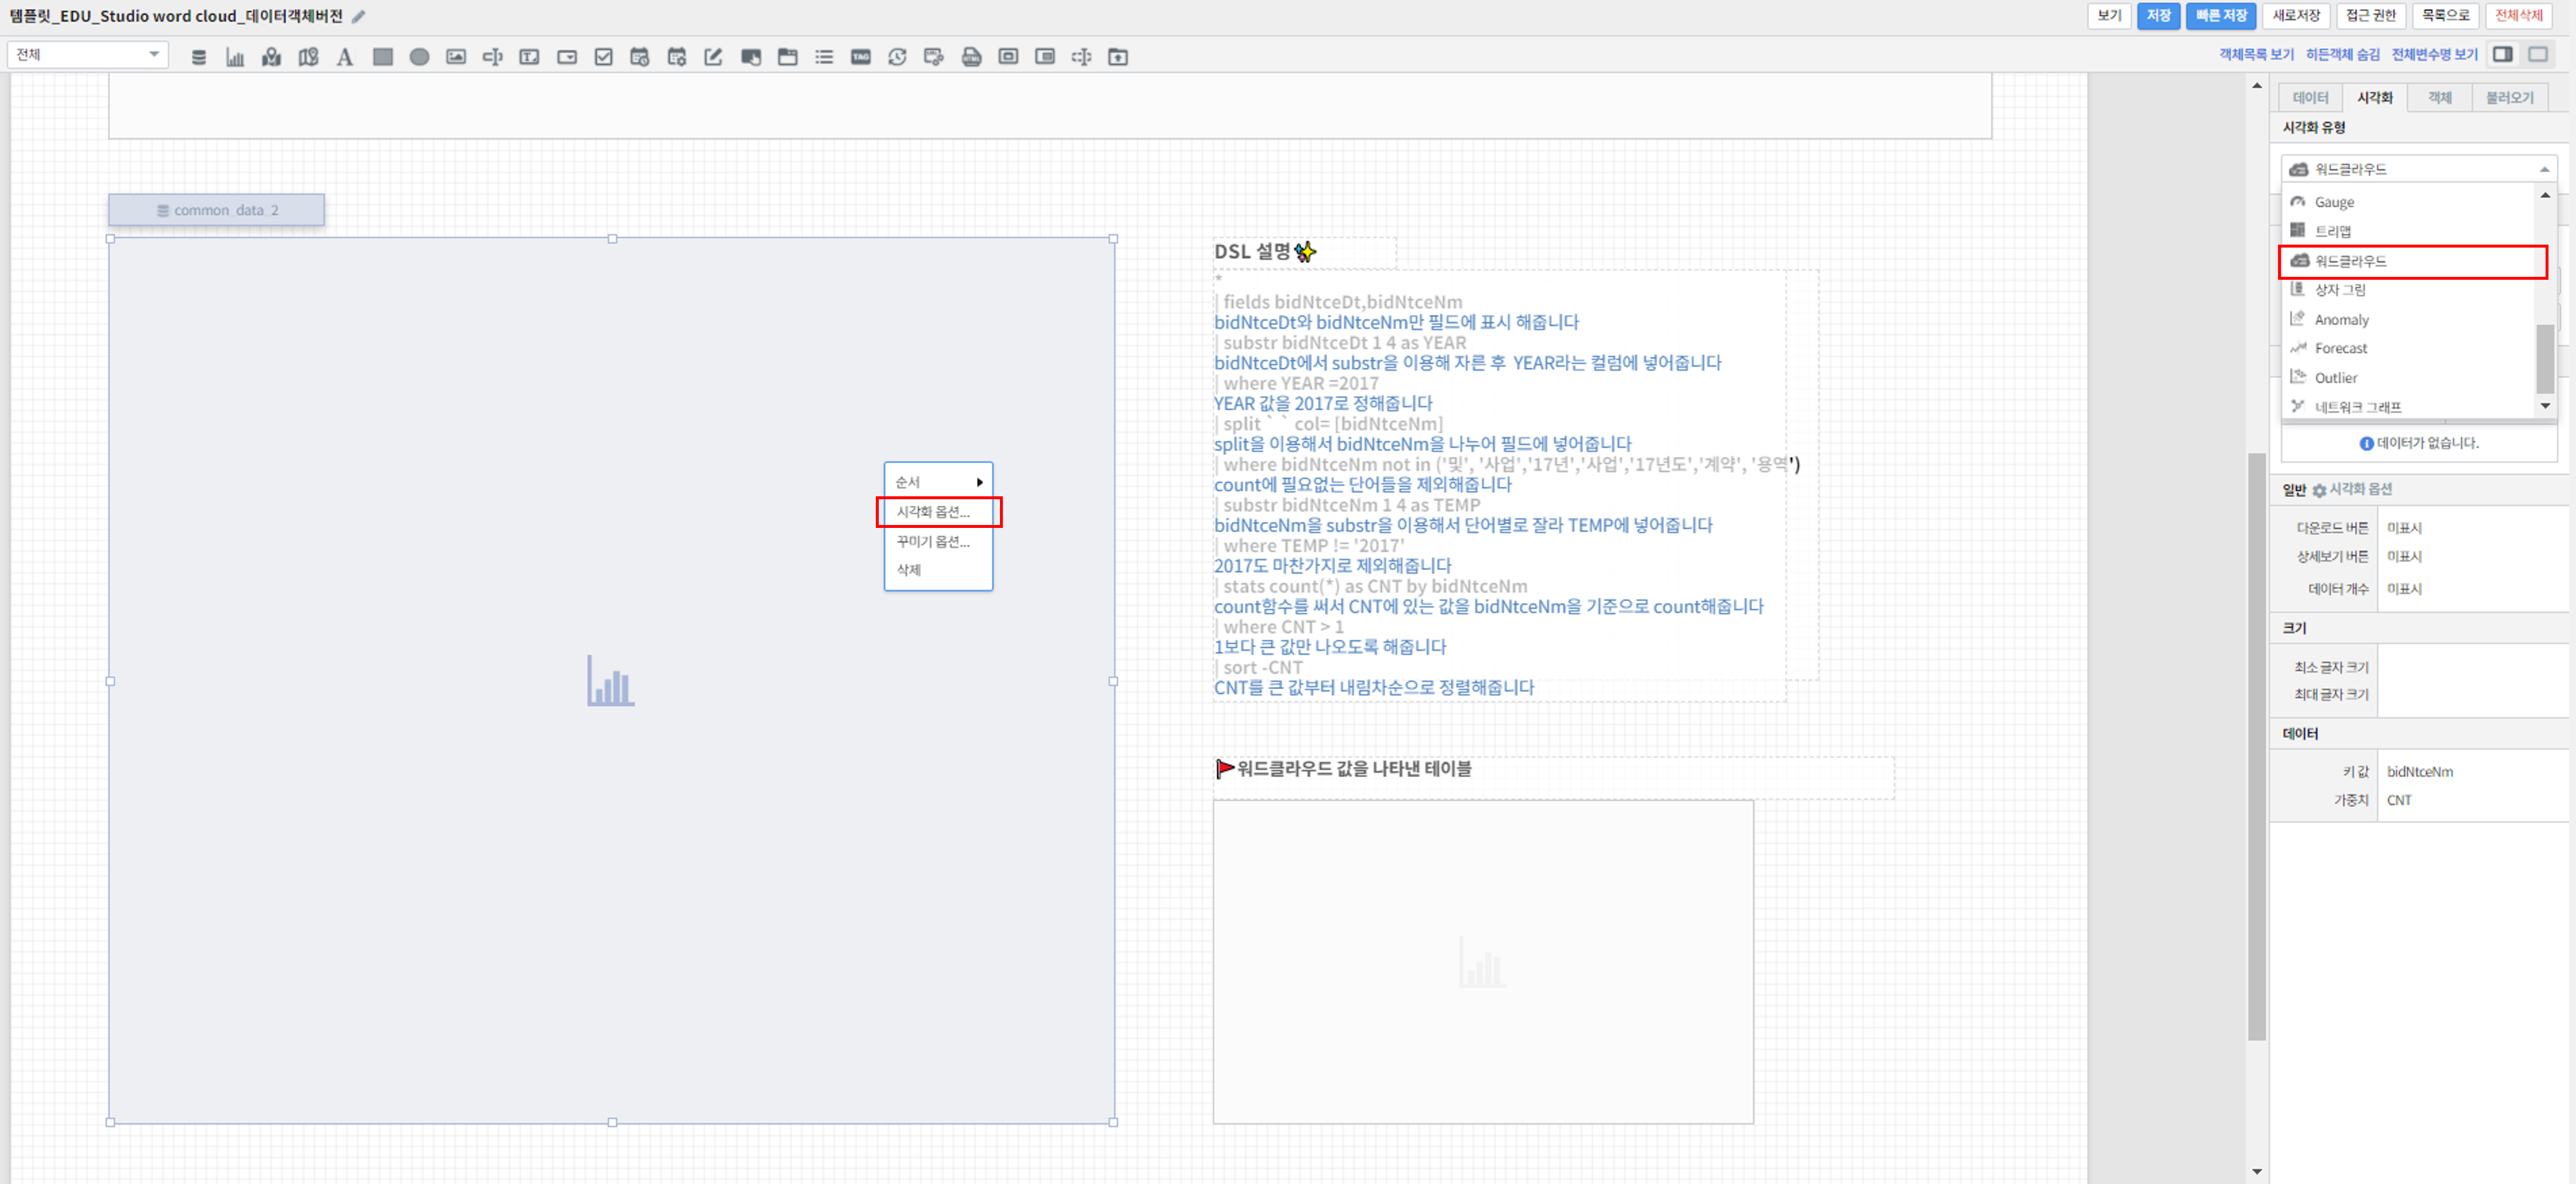 템플릿_EDU_Studio word cloud_데이터객체버전
보기
저장
빠른 저장
새로저장
접근 권한
목록으로
전체삭제
전체
객체목록 보기
히든객체 숨김
전체변수명 보기
common_data_2
순서
시각화 옵션...
꾸미기 옵션...
삭제
DSL 설명
*
| fields bidNtceDt,bidNtceNm
bidNtceDt와 bidNtceNm만 필드에 표시 해줍니다
| substr bidNtceDt 1 4 as YEAR
bidNtceDt에서 substr을 이용해 자른 후 YEAR라는 컬럼에 넣어줍니다
| where YEAR =2017
YEAR 값을 2017로 정해줍니다
| split ` ` col= [bidNtceNm]
split을 이용해서 bidNtceNm을 나누어 필드에 넣어줍니다
| where bidNtceNm not in ('및', '사업','17년','사업','17년도','계약', '용역')
count에 필요없는 단어들을 제외해줍니다
| substr bidNtceNm 1 4 as TEMP
bidNtceNm을 substr을 이용해서 단어별로 잘라 TEMP에 넣어줍니다
| where TEMP != '2017'
2017도 마찬가지로 제외해줍니다
| stats count(*) as CNT by bidNtceNm
count함수를 써서 CNT에 있는 값을 bidNtceNm을 기준으로 count해줍니다
| where CNT > 1
1보다 큰 값만 나오도록 해줍니다
| sort -CNT
CNT를 큰 값부터 내림차순으로 정렬해줍니다
워드클라우드 값을 나타낸 테이블
데이터
시각화
객체
불러오기
시각화 유형
워드클라우드
Gauge
트리맵
워드클라우드
상자 그림
Anomaly
Forecast
Outlier
네트워크 그래프
데이터가 없습니다.
일반 시각화 옵션
다운로드 버튼 미표시
상세보기 버튼 미표시
데이터 개수 미표시
크기
최소 글자 크기
최대 글자 크기
데이터
키 값 bidNtceNm
가중치 CNT